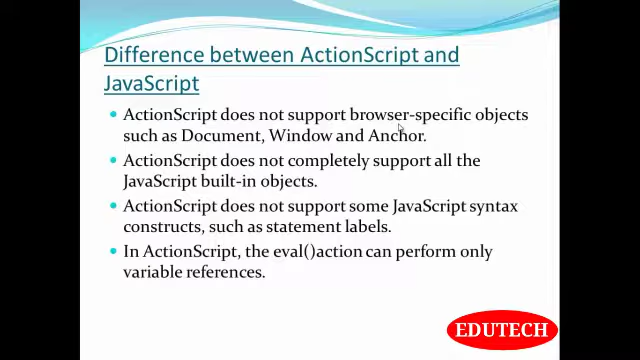 Difference between ActionScript and
JavaScript
• ActionScript does not support browser-specific objects
such as Document, Window and Anchor.
• ActionScript does not completely support all the
JavaScript built-in objects.
• ActionScript does not support some JavaScript syntax
constructs, such as statement labels.
• In ActionScript, the eval()action can perform only
variable references.
EDUTECH